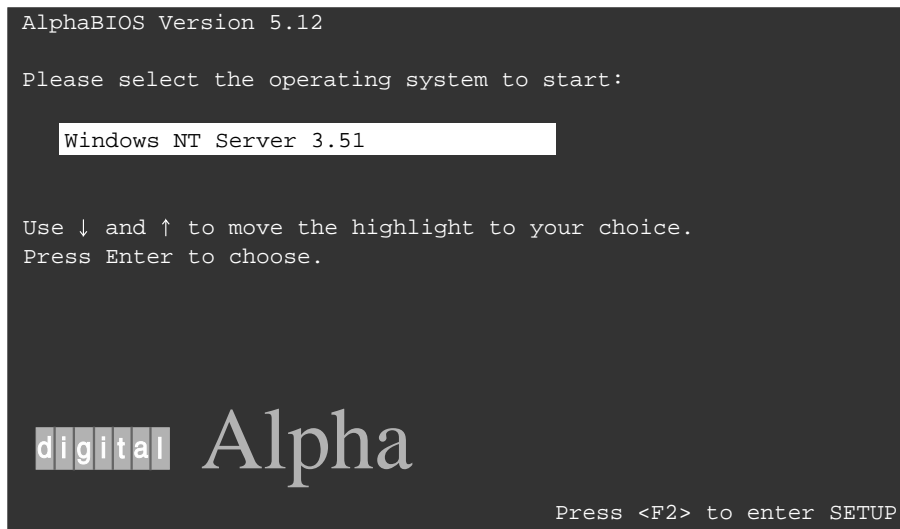 AlphaBIOS Version 5.12
Please select the operating system to start:
Windows NT Server 3.51
Use ↓ and ↑ to move the highlight to your choice.
Press Enter to choose.
digital Alpha
Press <F2> to enter SETUP